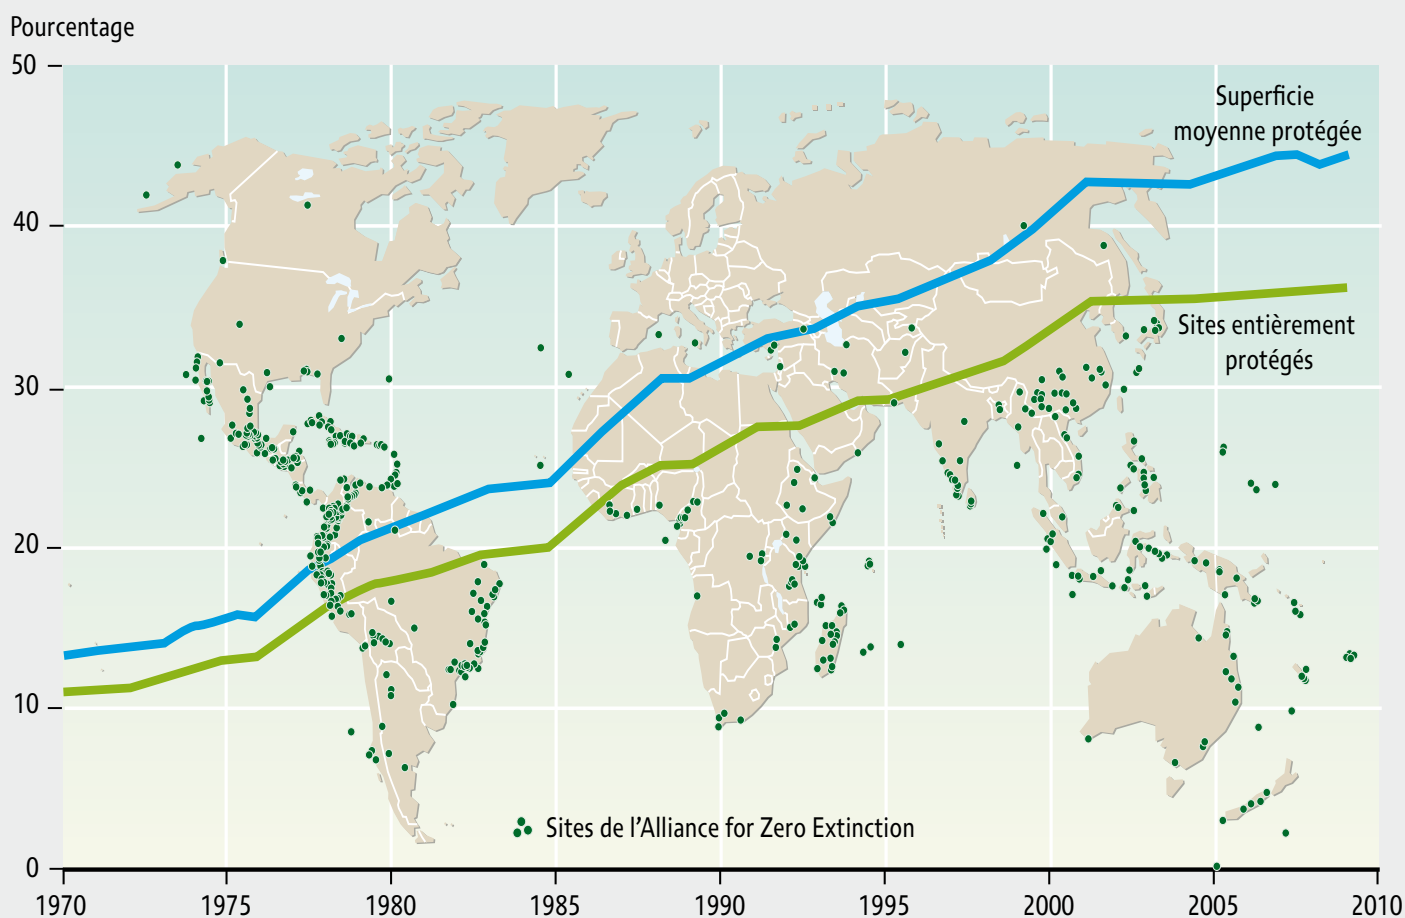 Pourcentage
50
40
30
20
10
0
Superficie
moyenne protégée
Sites entièrement
protégés
Sites de l’Alliance for Zero Extinction
1970 1975 1980 1985 1990 1995 2000 2005 2010